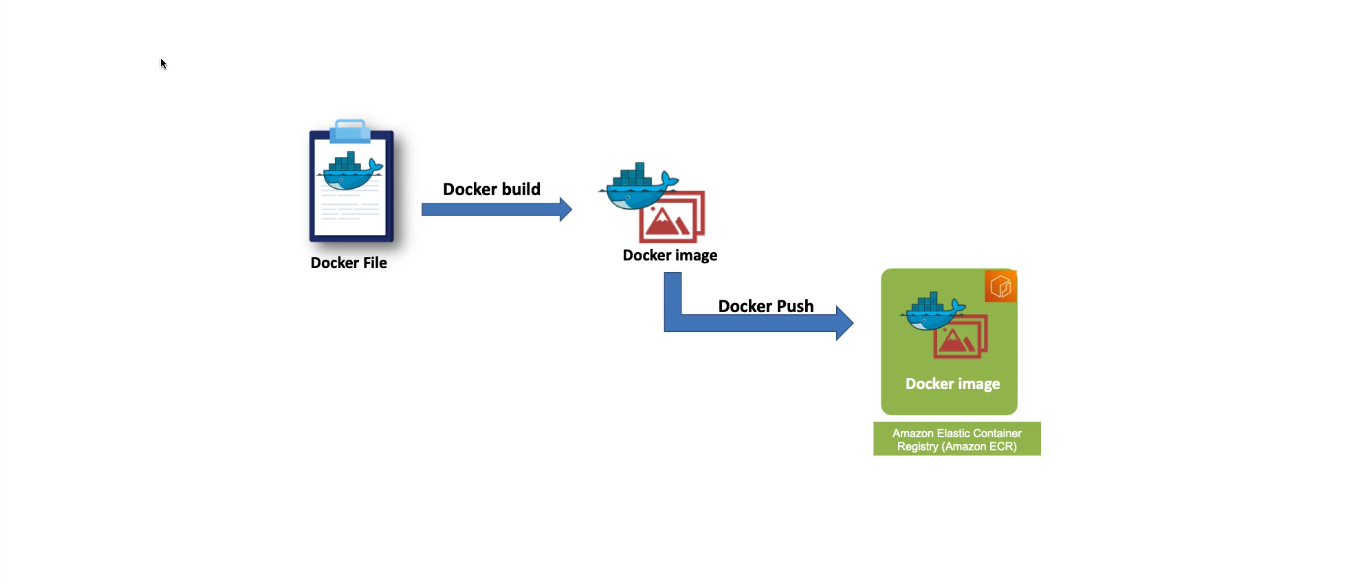 Docker build
Docker File
Docker image
Docker Push
Docker image
Amazon Elastic Container
Registry (Amazon ECR)